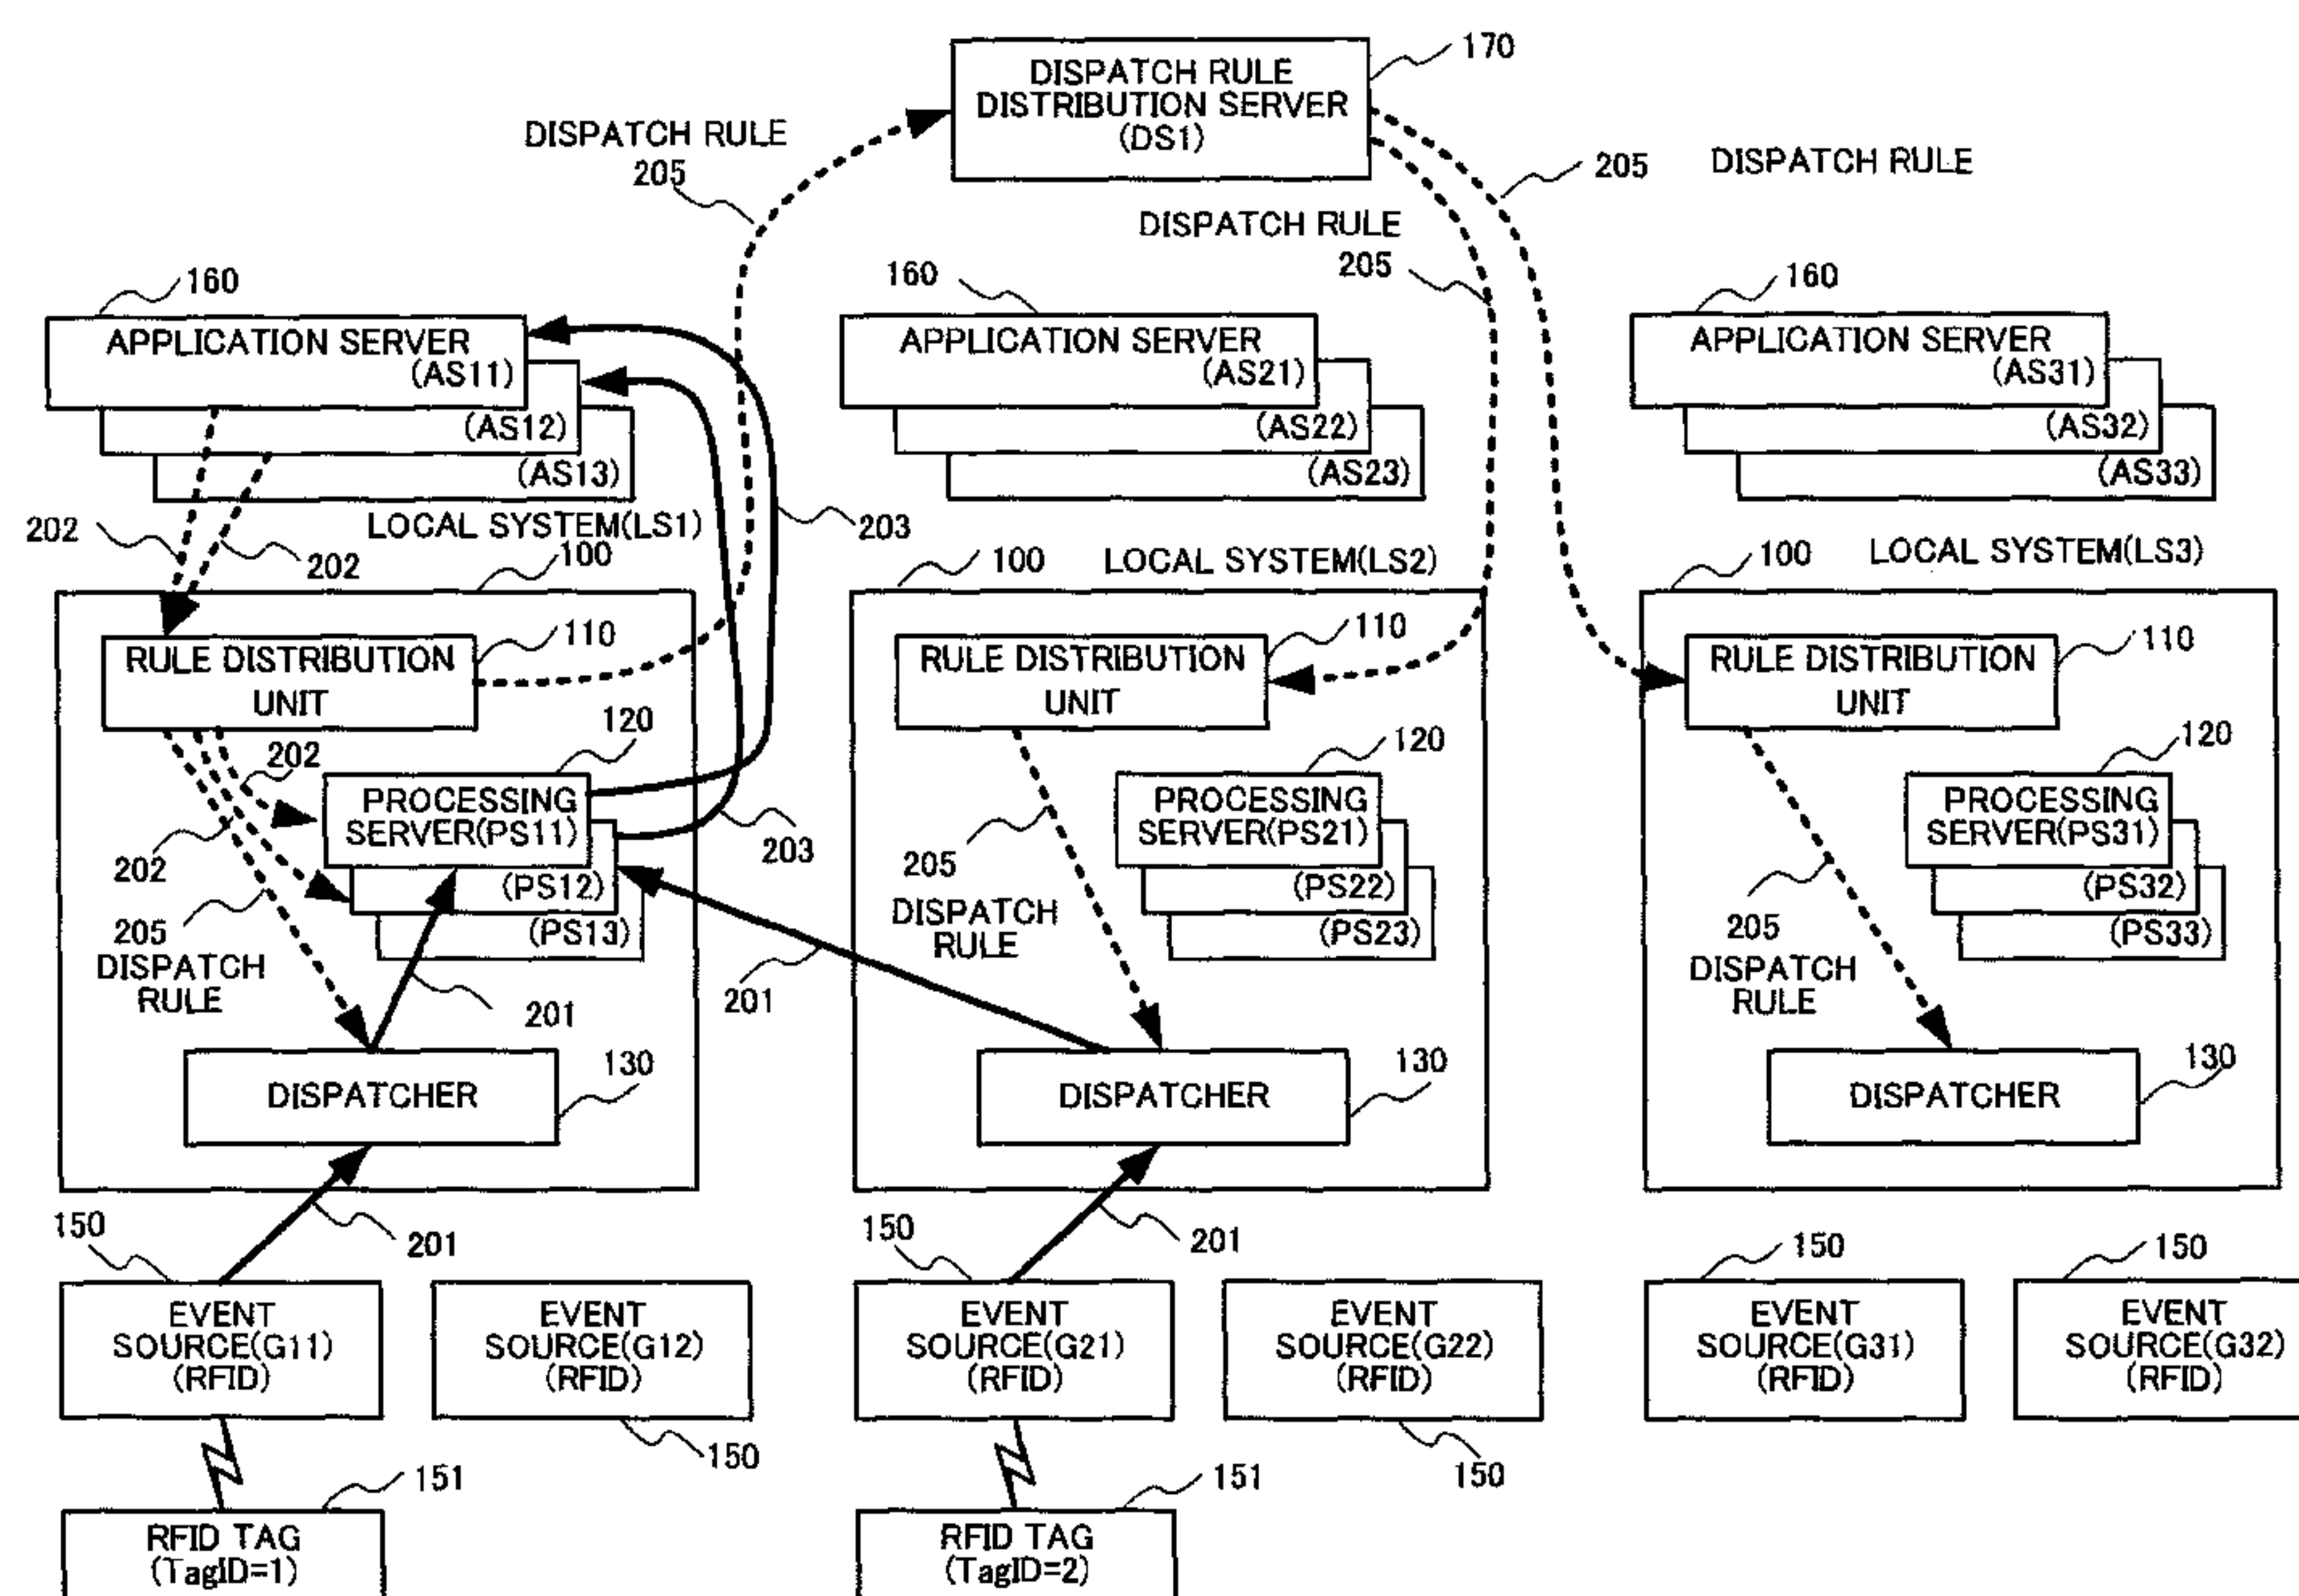 170
DISPATCH RULE
DISTRIBUTION SERVER
(DS1)
DISPATCH RULE
205
205
DISPATCH RULE
DISPATCH RULE
205
160
APPLICATION SERVER
(AS11)
(AS12)
(AS13)
160
APPLICATION SERVER
(AS21)
(AS22)
(AS23)
160
APPLICATION SERVER
(AS31)
(AS32)
(AS33)
202
202
LOCAL SYSTEM(LS1)
100
203
100
LOCAL SYSTEM(LS2)
100
LOCAL SYSTEM(LS3)
110
RULE DISTRIBUTION
UNIT
120
202
PROCESSING
SERVER(PS11)
(PS12)
(PS13)
202
203
205
DISPATCH
RULE
201
201
130
DISPATCHER
110
RULE DISTRIBUTION
UNIT
120
PROCESSING
SERVER(PS21)
(PS22)
(PS23)
205
DISPATCH
RULE
130
DISPATCHER
110
RULE DISTRIBUTION
UNIT
120
PROCESSING
SERVER(PS31)
(PS32)
(PS33)
205
DISPATCH
RULE
130
DISPATCHER
150
201
EVENT
SOURCE(G11)
(RFID)
EVENT
SOURCE(G12)
(RFID)
150
150
201
EVENT
SOURCE(G21)
(RFID)
EVENT
SOURCE(G22)
(RFID)
150
150
EVENT
SOURCE(G31)
(RFID)
150
EVENT
SOURCE(G32)
(RFID)
151
RFID TAG
(TagID=1)
151
RFID TAG
(TagID=2)